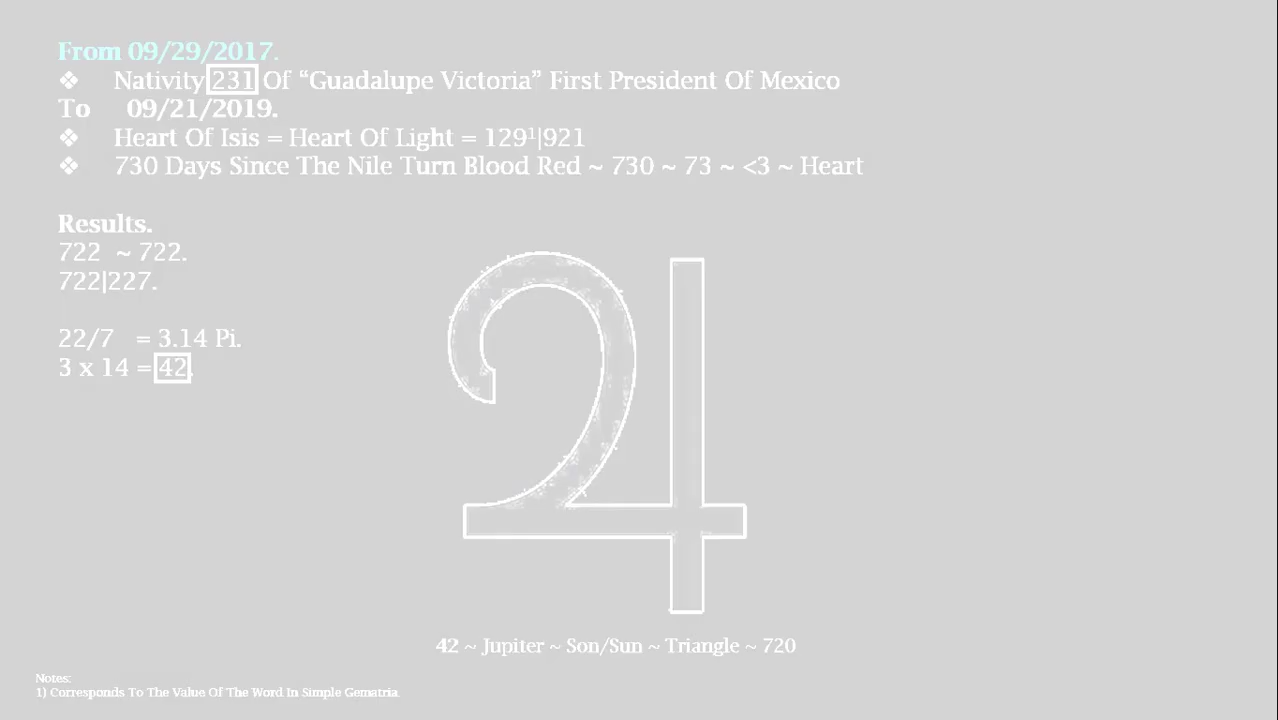 From 09/29/2017.
❖ Nativity 231 Of “Guadalupe Victoria” First President Of Mexico
To 09/21/2019.
❖ Heart Of Isis = Heart Of Light = 129¹|921
❖ 730 Days Since The Nile Turn Blood Red ~ 730 ~ 73 ~ <3 ~ Heart
Results.
722 ~ 722.
722|227.
22/7 = 3.14 Pi.
3 x 14 = 42.
42 ~ Jupiter ~ Son/Sun ~ Triangle ~ 720
Notes:
1) Corresponds To The Value Of The Word In Simple Gematria.